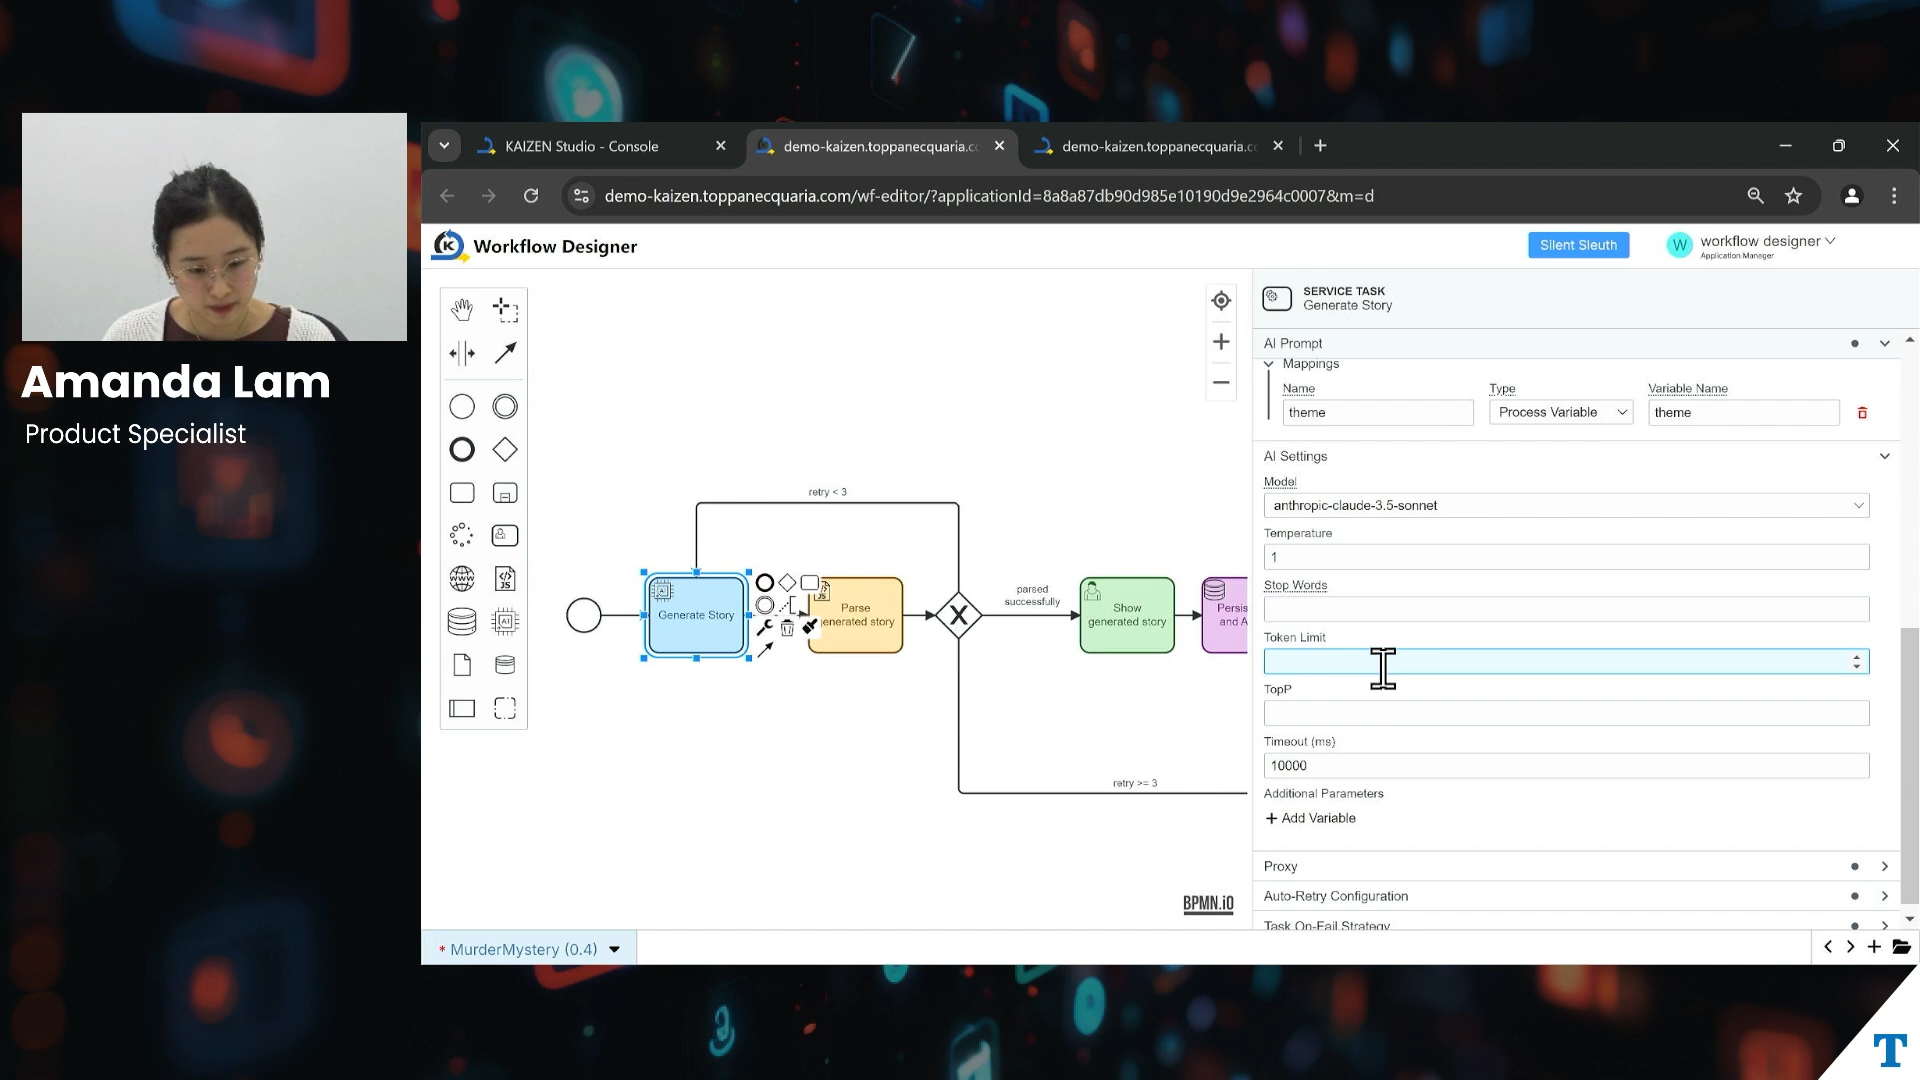 Amanda Lam
Product Specialist
KAIZEN Studio - Console
demo-kaizen.toppanecquaria.cc
demo-kaizen.toppanecquaria.cc
demo-kaizen.toppanecquaria.com/wf-editor/?applicationId=8a8a87db90d985e10190d9e2964c0007&m=d
K
Workflow Designer
Silent Sleuth
W
workflow designer
Application Manager
retry < 3
Generate Story
Parse
enerated story
X
parsed
successfully
Show
generated story
Persis
and A
retry >= 3
BPMN.iO
SERVICE TASK
Generate Story
AI Prompt
Mappings
Name Type Variable Name
theme Process Variable theme
AI Settings
Model
anthropic-claude-3.5-sonnet
Temperature
1
Stop Words
Token Limit
TopP
Timeout (ms)
10000
Additional Parameters
+ Add Variable
Proxy
Auto-Retry Configuration
Task On-Fail Strategy
* MurderMystery (0.4)
T